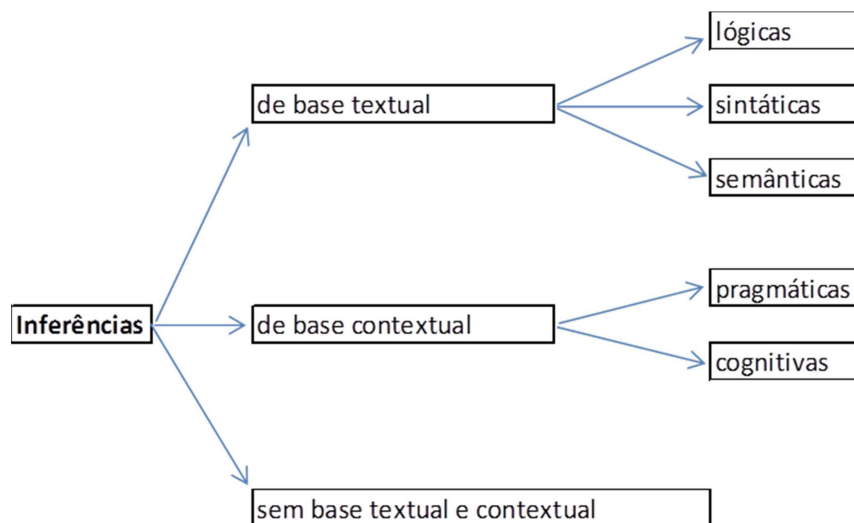 lógicas
de base textual
sintáticas
semânticas
Inferências
de base contextual
pragmáticas
cognitivas
sem base textual e contextual